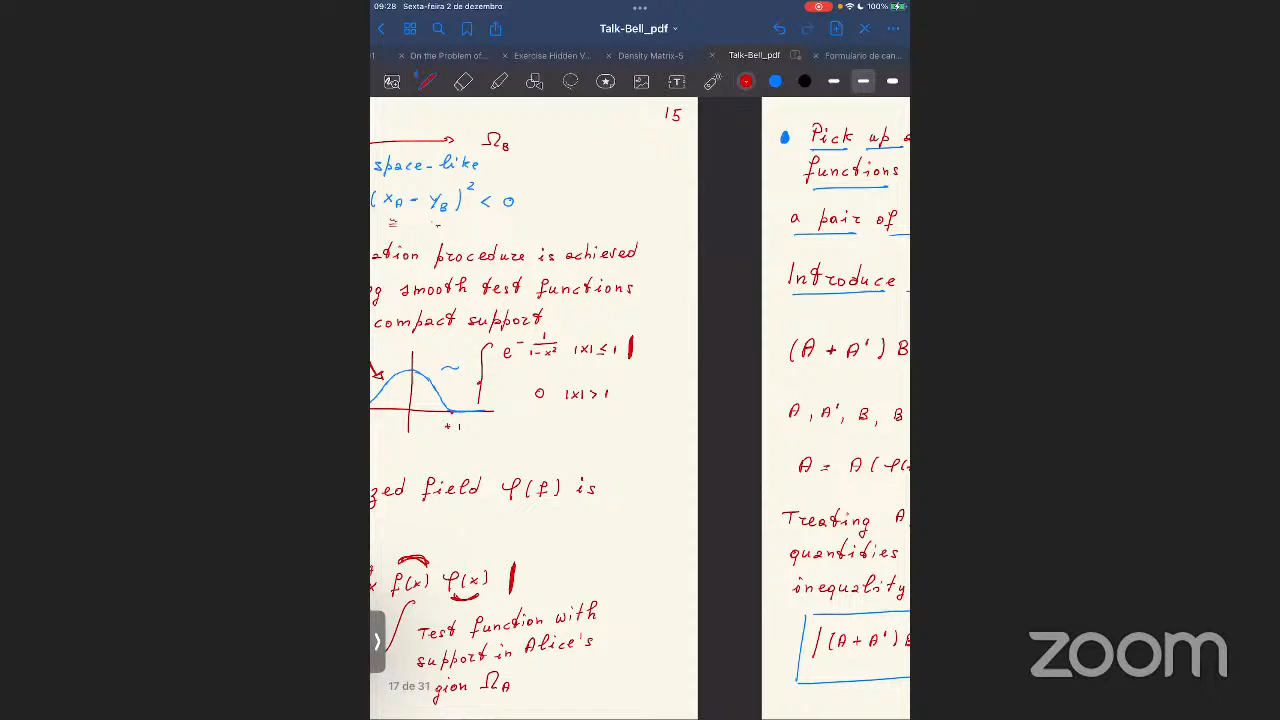 09:28 Sexta-feira 2 de dezembro
100%
Talk-Bell_pdf
On the Problem of...
Exercise Hidden V...
Density Matrix-5
Talk-Bell_pdf
Formulario de can...
15
Ω_B
space-like
(x_A - y_B)^2 < 0
ation procedure is achieved
g smooth test functions
compact support
e^{-1/(1-x^2)} |x| ≤ 1
0 |x| > 1
+1
zed field φ(f) is
x f(x) φ(x)
Test function with
support in Alice's
gion Ω_A
17 de 31
Pick up a
functions
a pair of
Introduce
(A + A') B
A, A', B, B
A = A(φ(
Treating A,
quantities
inequality
|(A + A') B
zoom